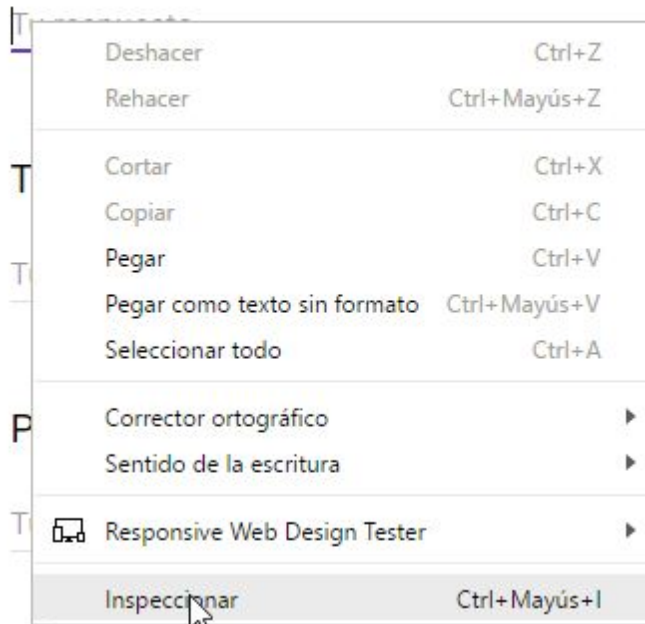 Deshacer Ctrl+Z
Rehacer Ctrl+Mayús+Z
Cortar Ctrl+X
T
Copiar Ctrl+C
Pegar Ctrl+V
Pegar como texto sin formato Ctrl+Mayús+V
Seleccionar todo Ctrl+A
Corrector ortográfico
P
Sentido de la escritura
Responsive Web Design Tester
Inspeccionar Ctrl+Mayús+I